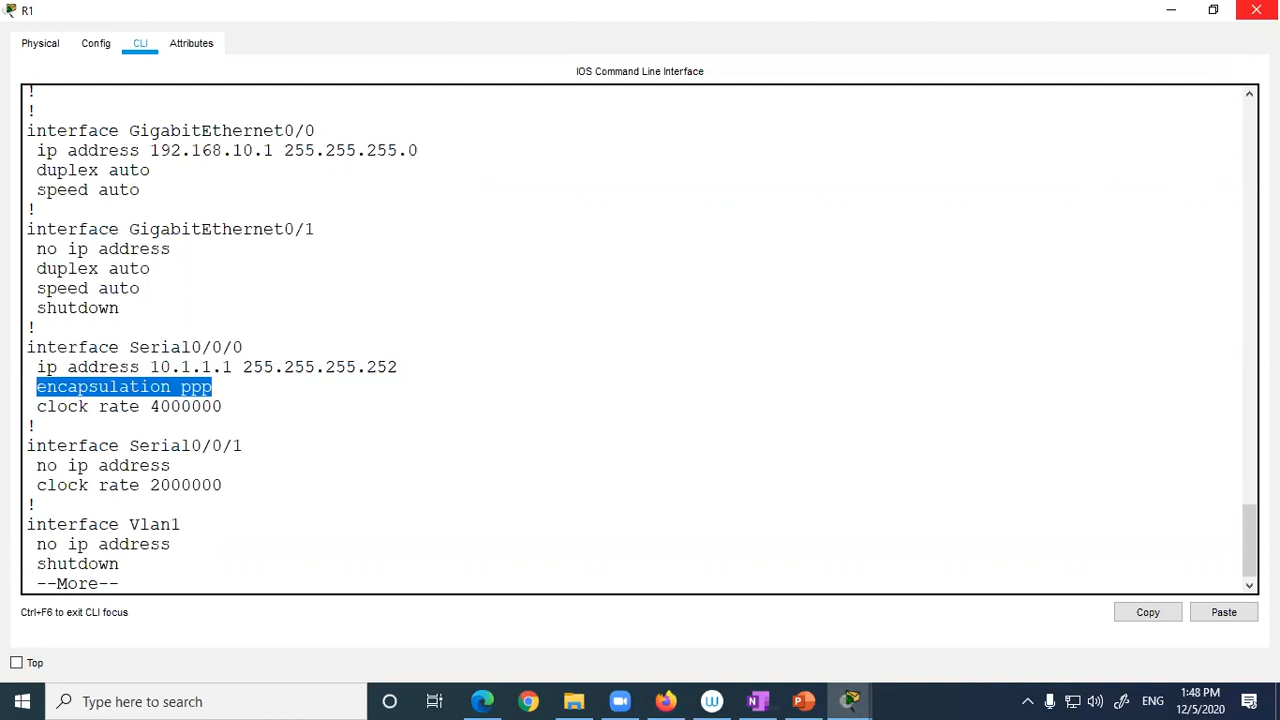 R1
Physical Config CLI Attributes
IOS Command Line Interface
!
!
interface GigabitEthernet0/0
ip address 192.168.10.1 255.255.255.0
duplex auto
speed auto
!
interface GigabitEthernet0/1
no ip address
duplex auto
speed auto
shutdown
!
interface Serial0/0/0
ip address 10.1.1.1 255.255.255.252
encapsulation ppp
clock rate 4000000
!
interface Serial0/0/1
no ip address
clock rate 2000000
!
interface Vlan1
no ip address
shutdown
--More--
Ctrl+F6 to exit CLI focus
Copy Paste
Top
Type here to search
ENG
1:48 PM
12/5/2020